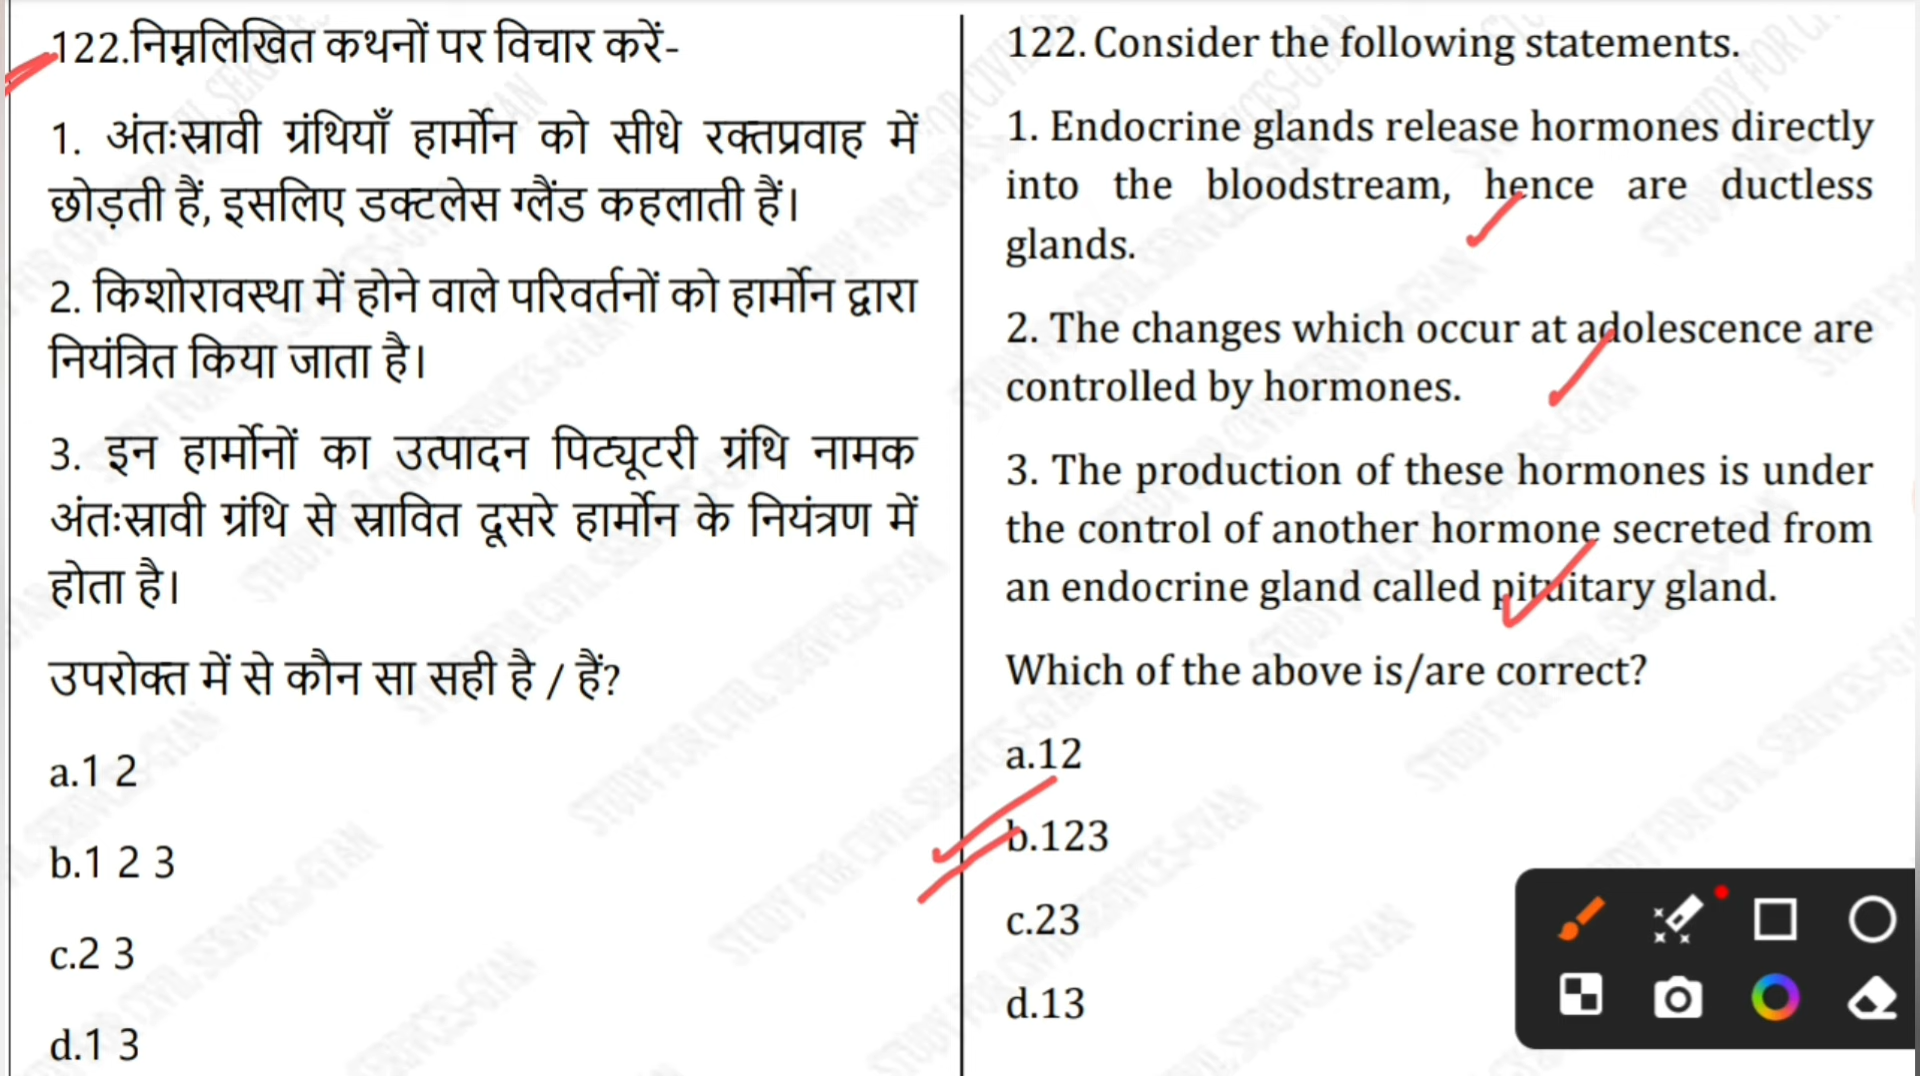 122.निम्नलिखित कथनों पर विचार करें-
1. अंतःस्रावी ग्रंथियाँ हार्मोन को सीधे रक्तप्रवाह में
छोड़ती हैं, इसलिए डक्टलेस ग्लैंड कहलाती हैं।
2. किशोरावस्था में होने वाले परिवर्तनों को हार्मोन द्वारा
नियंत्रित किया जाता है।
3. इन हार्मोनों का उत्पादन पिट्यूटरी ग्रंथि नामक
अंतःस्रावी ग्रंथि से स्रावित दूसरे हार्मोन के नियंत्रण में
होता है।
उपरोक्त में से कौन सा सही है / हैं?
a.1 2
b.1 2 3
c.2 3
d.1 3
122. Consider the following statements.
1. Endocrine glands release hormones directly
into the bloodstream, hence are ductless
glands.
2. The changes which occur at adolescence are
controlled by hormones.
3. The production of these hormones is under
the control of another hormone secreted from
an endocrine gland called pituitary gland.
Which of the above is/are correct?
a.12
b.123
c.23
d.13
STUDY FOR CIVIL SERVICES-GYAN